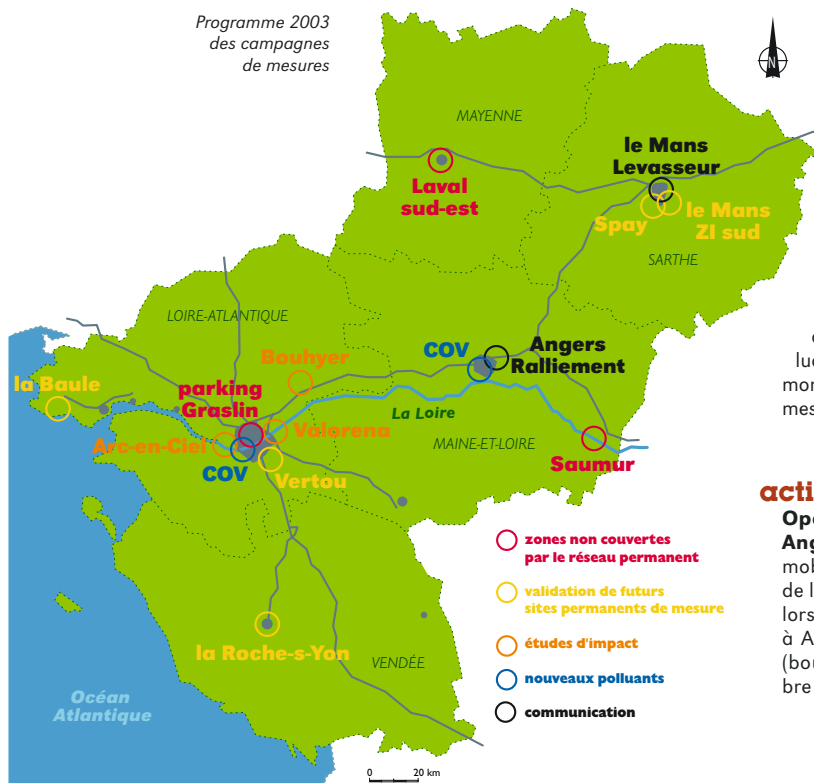 Programme 2003
des campagnes
de mesures
N
MAYENNE
le Mans
Levasseur
Laval
sud-est
Spay
le Mans
ZI sud
SARTHE
LOIRE-ATLANTIQUE
COV
Angers
Ralliement
Bouhyer
la Baule
parking
Graslin
La Loire
Arc-en-Ciel
Valorena
MAINE-ET-LOIRE
COV
Vertou
Saumur
zones non couvertes
par le réseau permanent
validation de futurs
sites permanents de mesure
la Roche-s-Yon
VENDÉE
études d'impact
nouveaux polluants
communication
Océan
Atlantique
0 20 km
mes
acti
Ope
Ang
mob
de l
lors
à A
(bou
bre